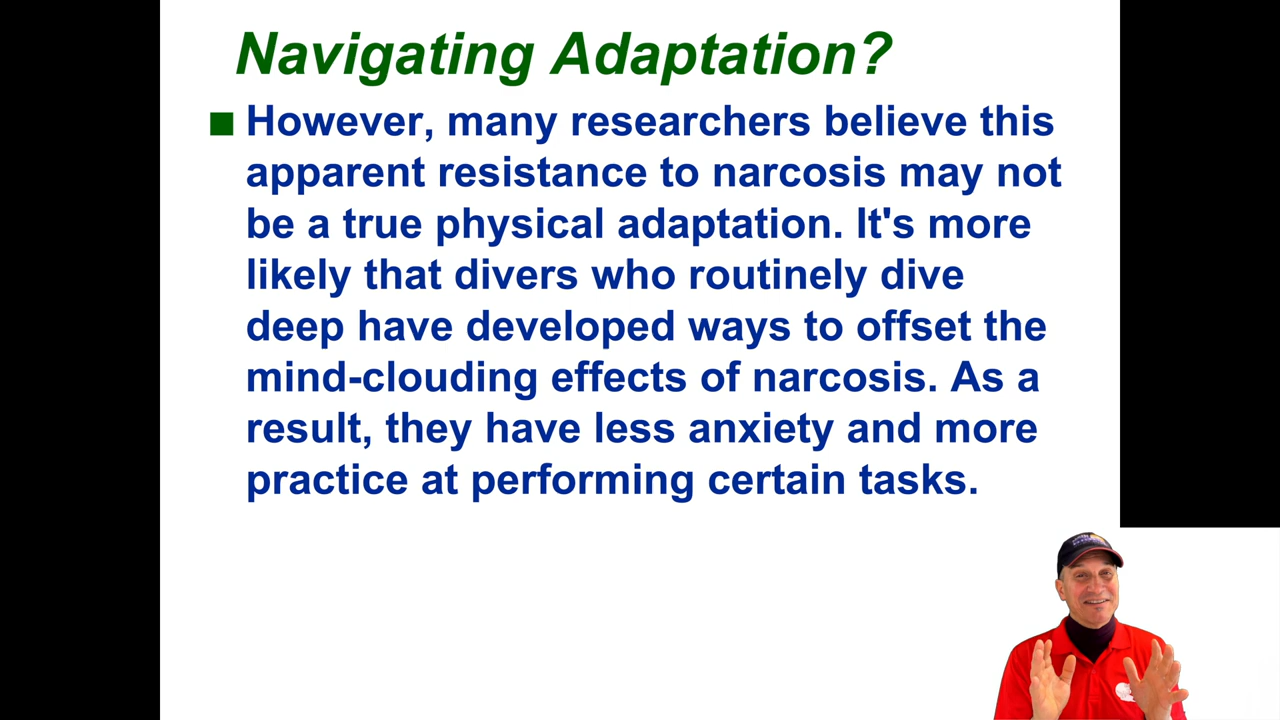 Navigating Adaptation?
However, many researchers believe this
apparent resistance to narcosis may not
be a true physical adaptation. It's more
likely that divers who routinely dive
deep have developed ways to offset the
mind-clouding effects of narcosis. As a
result, they have less anxiety and more
practice at performing certain tasks.